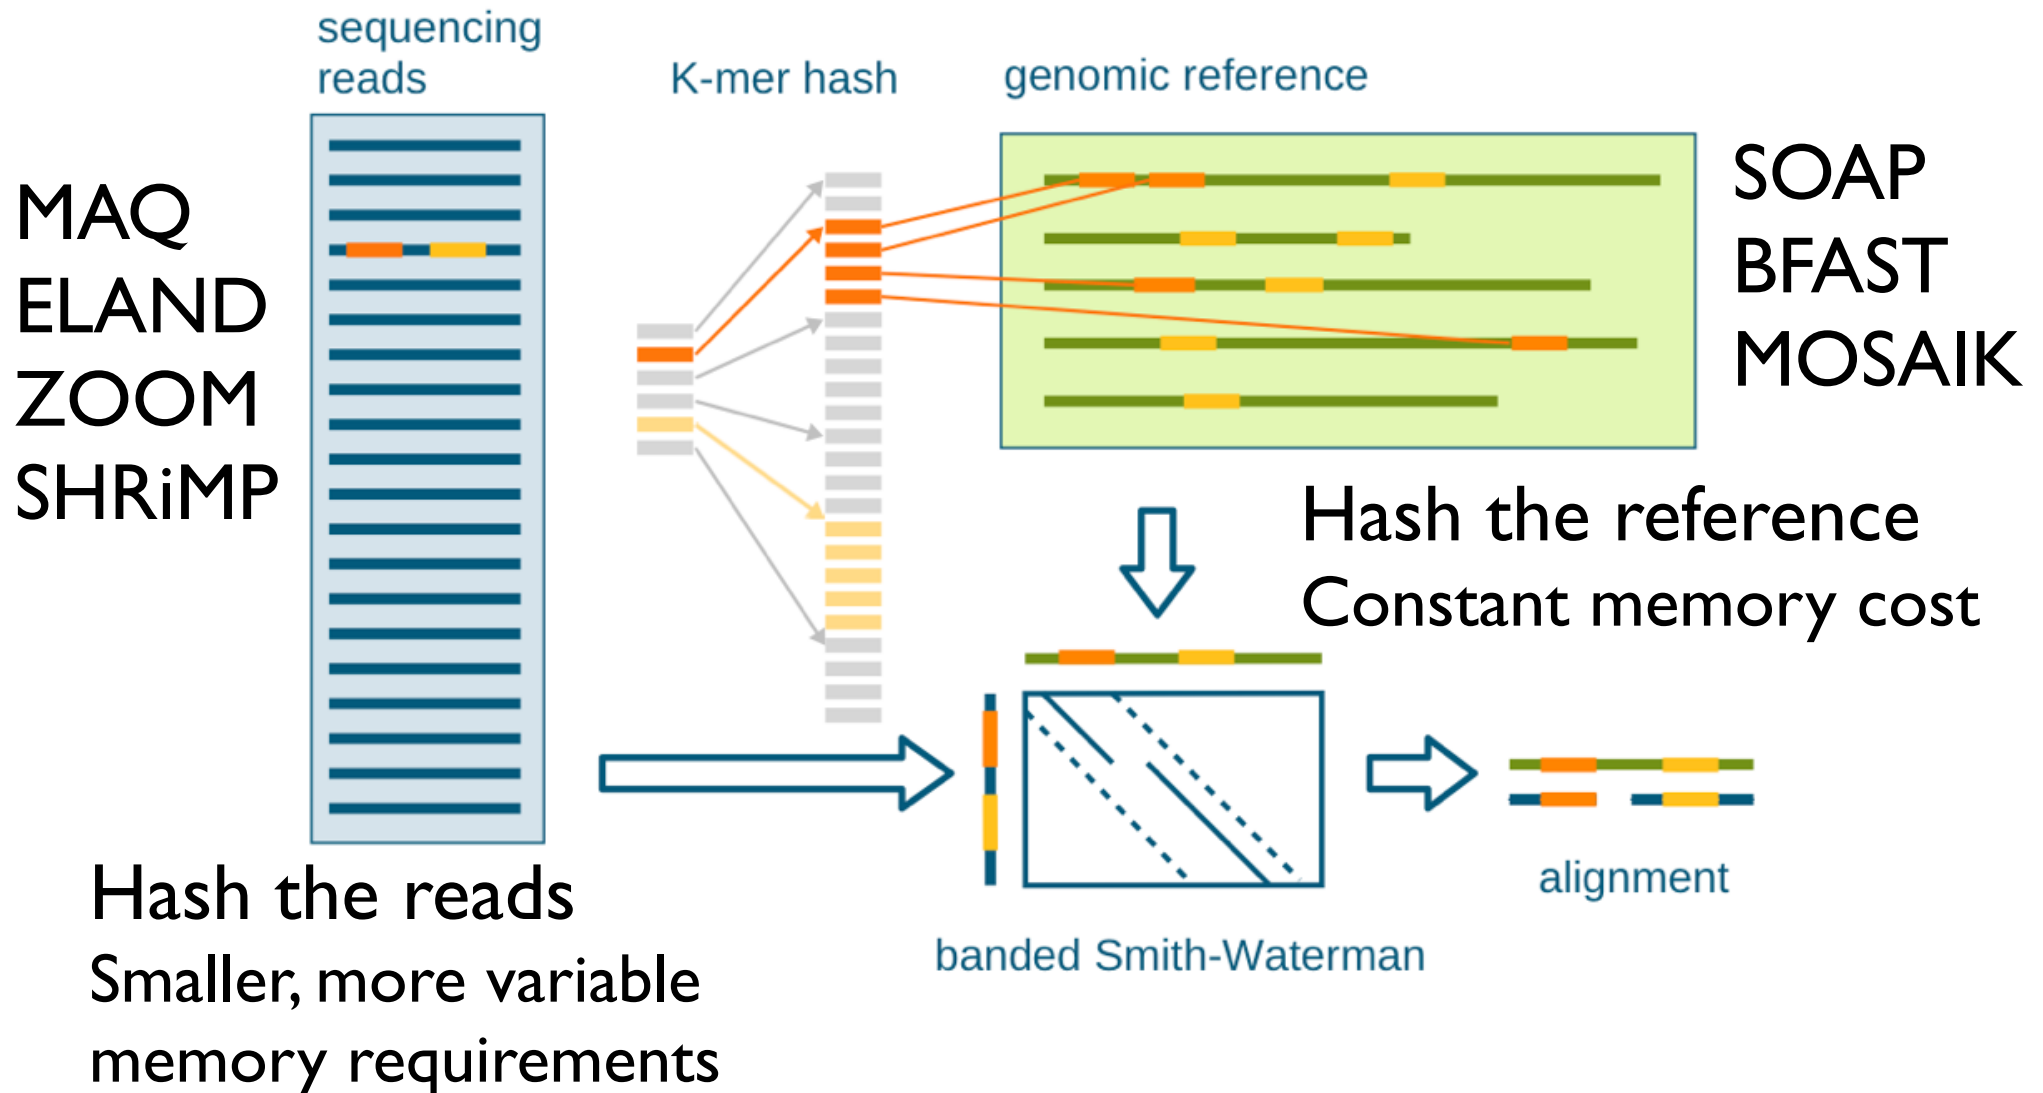 sequencing
reads
K-mer hash
genomic reference
MAQ
ELAND
ZOOM
SHRiMP
SOAP
BFAST
MOSAIK
Hash the reference
Constant memory cost
Hash the reads
Smaller, more variable
memory requirements
banded Smith-Waterman
alignment